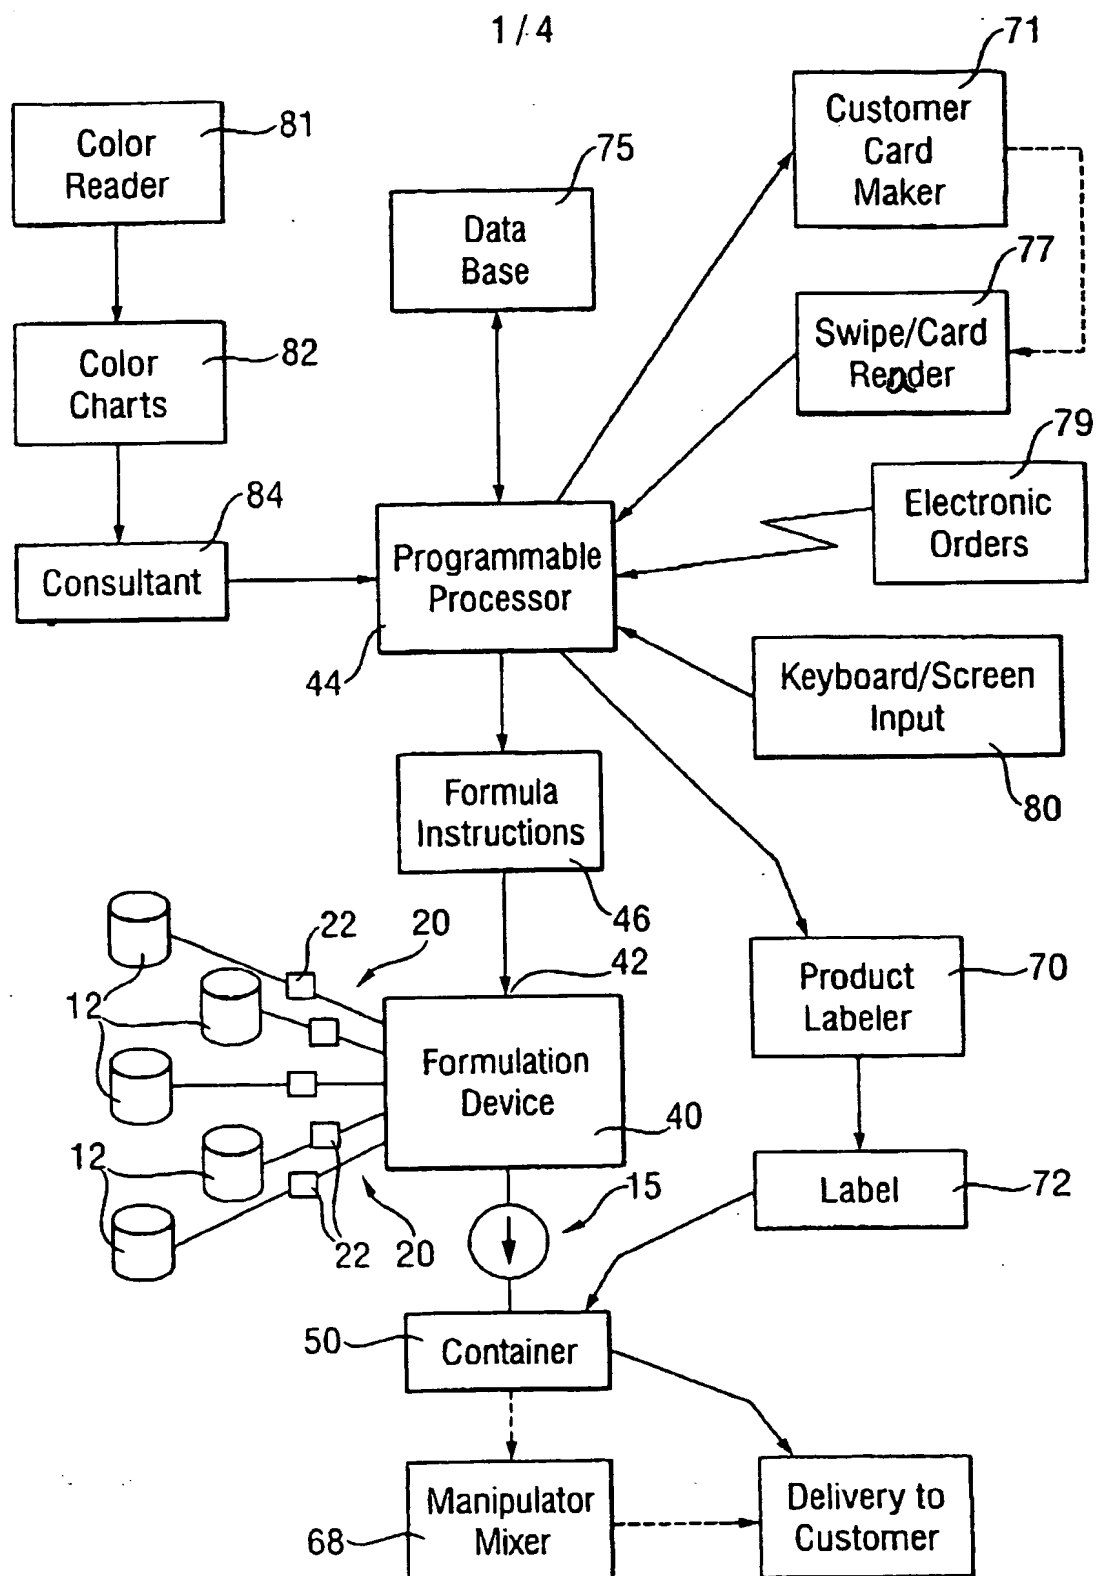 1/4
71
Customer
Card
Maker
81
Color
Reader
75
Data
Base
77
Swipe/Card
Render
82
Color
Charts
79
Electronic
Orders
84
Consultant
Programmable
Processor
44
Keyboard/Screen
Input
80
Formula
Instructions
46
22
20
42
12
Formulation
Device
40
Product
Labeler
70
12
22
20
15
Label
72
50
Container
Manipulator
Mixer
68
Delivery to
Customer